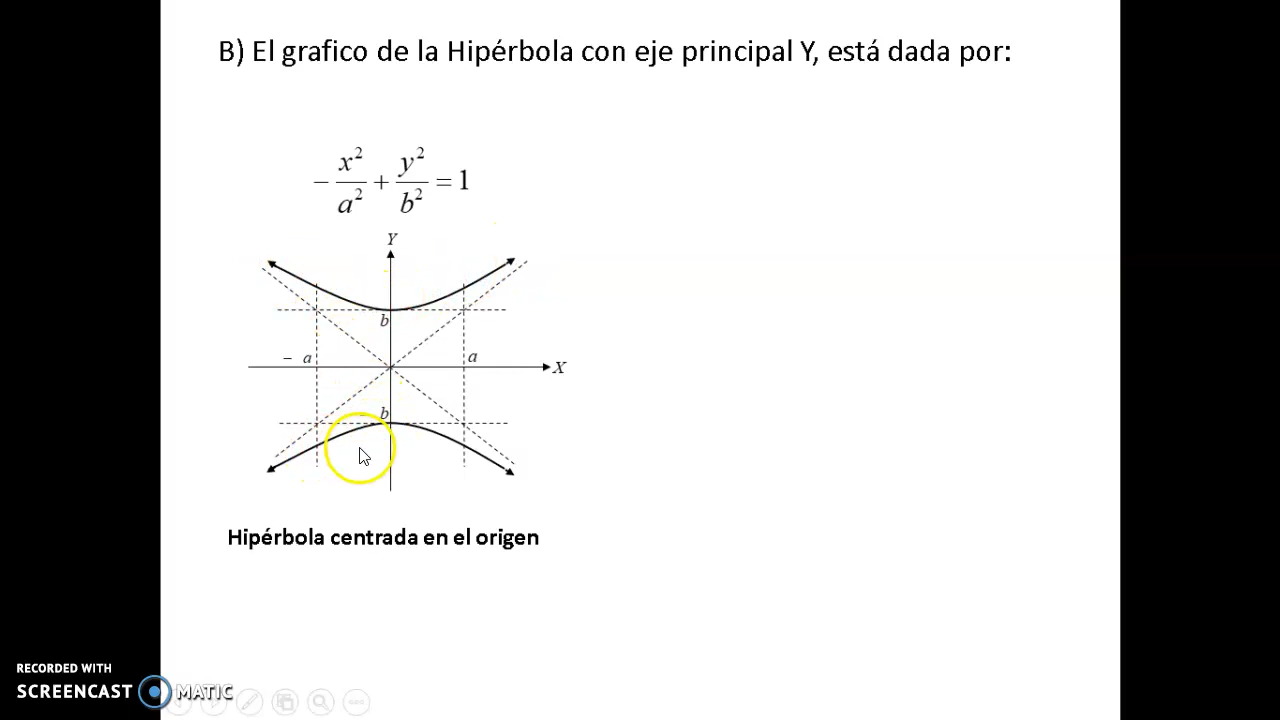 B) El grafico de la Hipérbola con eje principal Y, está dada por:
- x²/a² + y²/b² = 1
Y
b
- a
a
X
b
Hipérbola centrada en el origen
RECORDED WITH
SCREENCAST MATIC